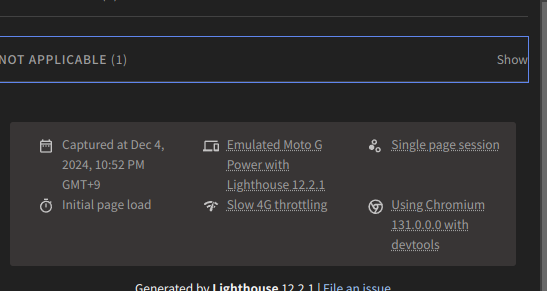 NOT APPLICABLE (1)
Show
Captured at Dec 4,
2024, 10:52 PM
GMT+9
Emulated Moto G
Power with
Lighthouse 12.2.1
Single page session
Initial page load
Slow 4G throttling
Using Chromium
131.0.0.0 with
devtools
Generated by Lighthouse 12.2.1 | File an issue